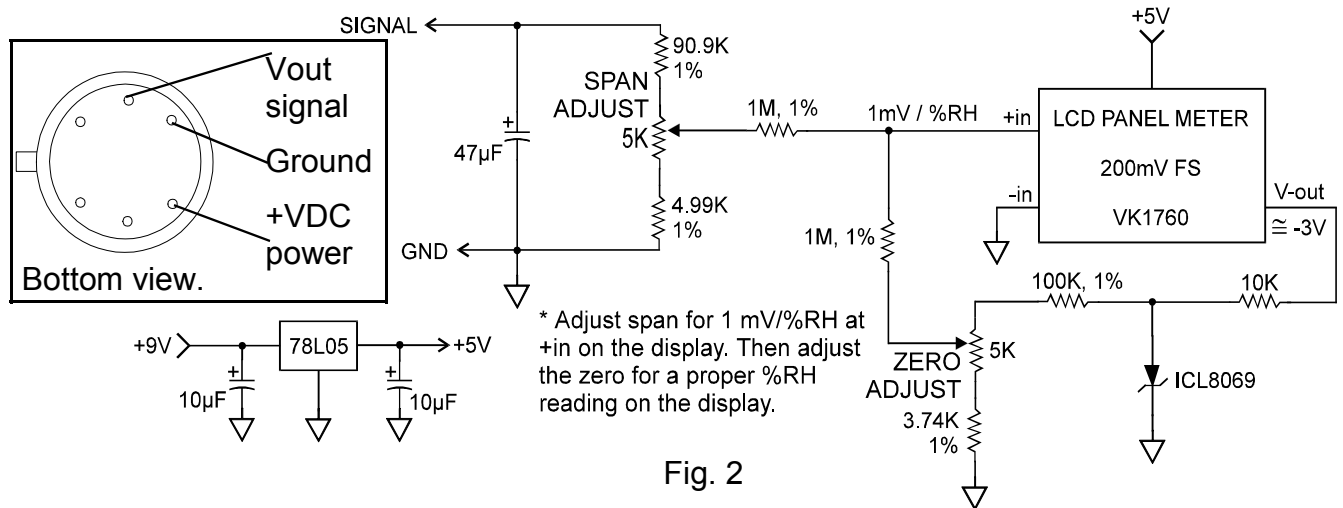 SIGNAL
Vout
signal
Ground
+VDC
power
Bottom view.
+
47µF
90.9K
1%
SPAN
ADJUST
5K
4.99K
1%
GND
1M, 1%
1mV / %RH
+5V
+in
-in
LCD PANEL METER
200mV FS
VK1760
V-out
≅ -3V
1M, 1%
100K, 1%
10K
5K
ZERO
ADJUST
3.74K
1%
ICL8069
+9V
78L05
+5V
+
10µF
+
10µF
* Adjust span for 1 mV/%RH at
+in on the display. Then adjust
the zero for a proper %RH
reading on the display.
Fig. 2